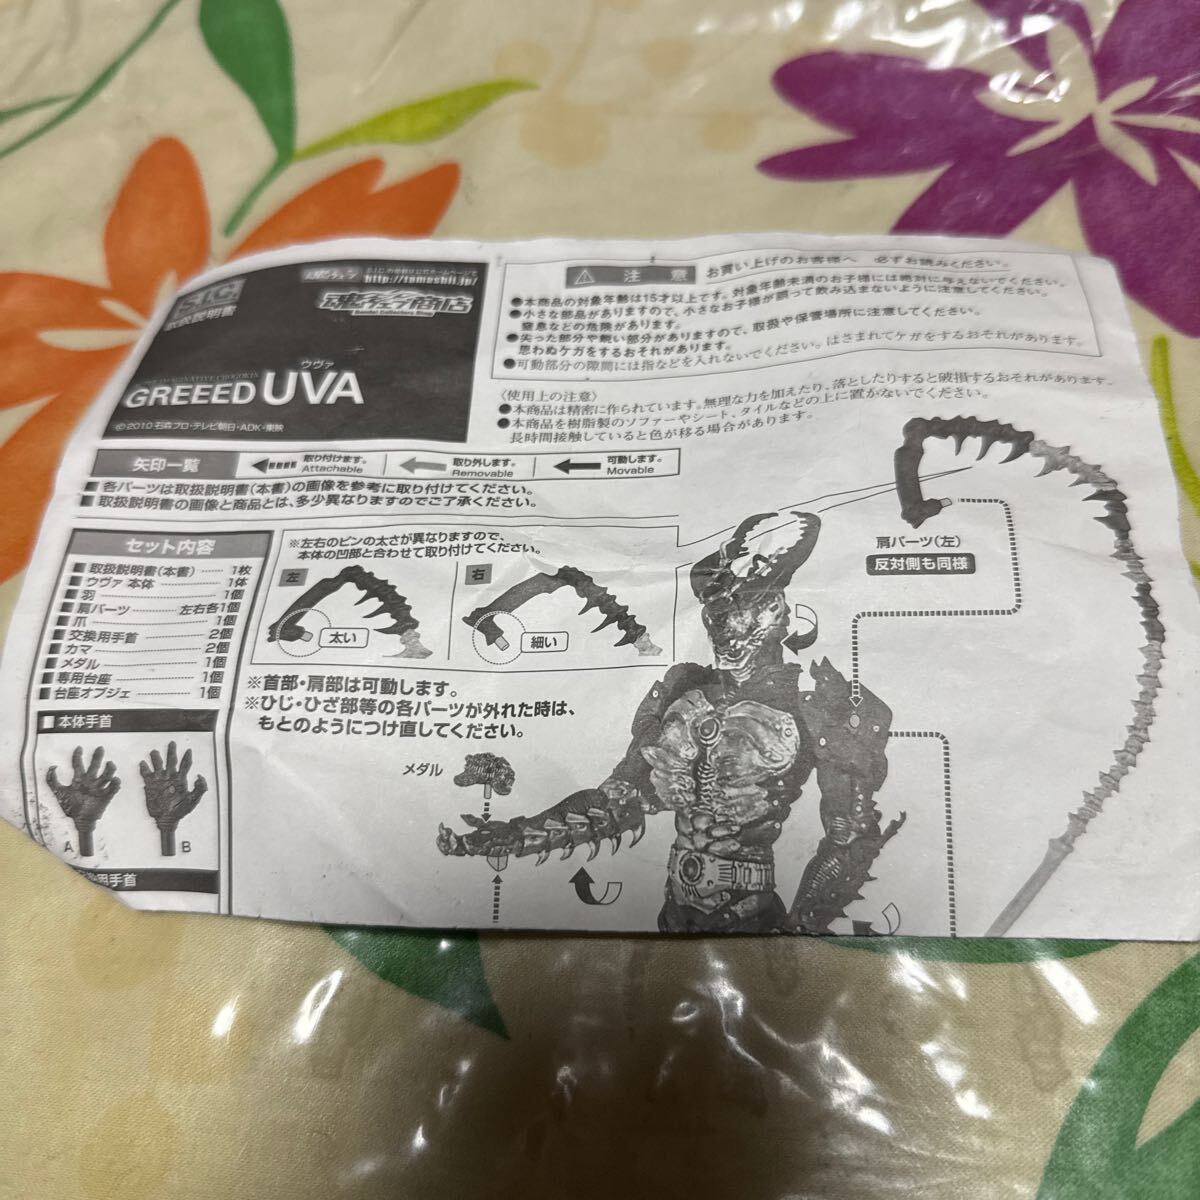 S.I.C.
取扱説明書
魂ウェブ
S.I.C.の情報は公式ホームページで
http://tamashii.jp/
魂ウェブ商店
ウヴァ
GREEED UVA
©2010 石森プロ・テレビ朝日・ADK・東映
⚠ 注 意
お買い上げのお客様へ 必ずお読みください。
●本商品の対象年齢は15才以上です。対象年齢未満のお子様には絶対に与えないでください。
●小さな部品がありますので、小さなお子様が誤って飲み込まないように注意してください。
窒息などの危険があります。
●尖った部分や鋭い部分がありますので、取扱や保管場所に注意してください。
思わぬケガをするおそれがあります。
●可動部分の隙間には指などを入れないでください。はさまれてケガをするおそれがあります。
〈使用上の注意〉
●本商品は精密に作られています。無理な力を加えたり、落としたりすると破損するおそれがあります。
●本商品を樹脂製のソファーやシート、タイルなどの上に置かないでください。
長時間接触していると色が移る場合があります。
矢印一覧
取り付けます。
Attachable
取り外します。
Removable
可動します。
Movable
■各パーツは取扱説明書(本書)の画像を参考に取り付けてください。
■取扱説明書の画像と商品とは、多少異なりますのでご了承ください。
セット内容
■取扱説明書(本書)……1枚
■ウヴァ 本体……1体
■羽……1個
■肩パーツ……左右各1個
■爪……1個
■交換用手首……2個
■カマ……2個
■メダル……1個
■専用台座……1個
■台座オブジェ……1個
※左右のピンの太さが異なりますので、
本体の凹部と合わせて取り付けてください。
左
太い
右
細い
※首部・肩部は可動します。
※ひじ・ひざ部等の各パーツが外れた時は、
もとのようにつけ直してください。
肩パーツ(左)
反対側も同様
メダル
■本体手首
A
B
換用手首